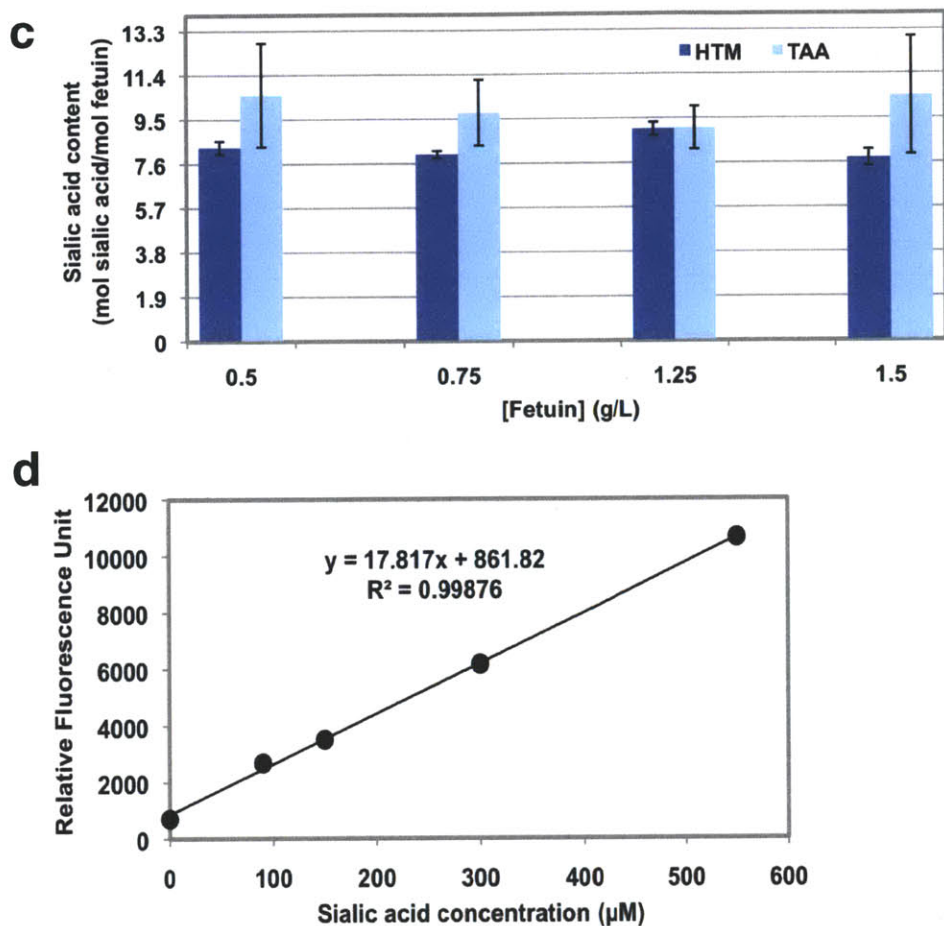 c
Sialic acid content
(mol sialic acid/mol fetuin)
13.3
11.4
9.5
7.6
5.7
3.8
1.9
0
HTM TAA
0.5 0.75 1.25 1.5
[Fetuin] (g/L)
d
Relative Fluorescence Unit
12000
10000
8000
6000
4000
2000
0
y = 17.817x + 861.82
R² = 0.99876
0 100 200 300 400 500 600
Sialic acid concentration (µM)